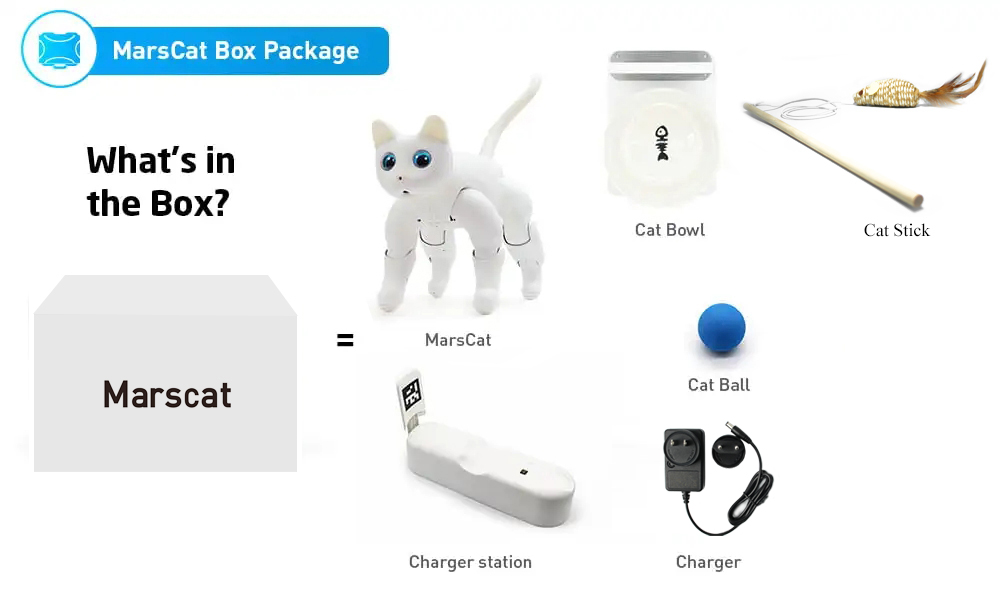 MarsCat Box Package
What's in
the Box?
Marscat
=
MarsCat
Cat Bowl
Cat Stick
Cat Ball
Charger station
Charger